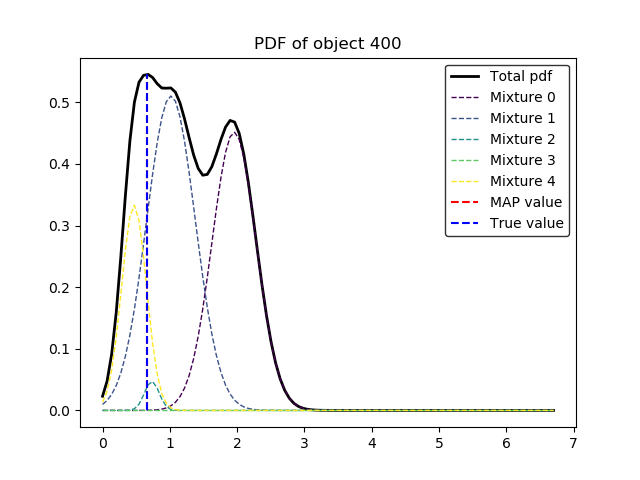 PDF of object 400
Total pdf
Mixture 0
Mixture 1
Mixture 2
Mixture 3
Mixture 4
MAP value
True value
0.5
0.4
0.3
0.2
0.1
0.0
0 1 2 3 4 5 6 7